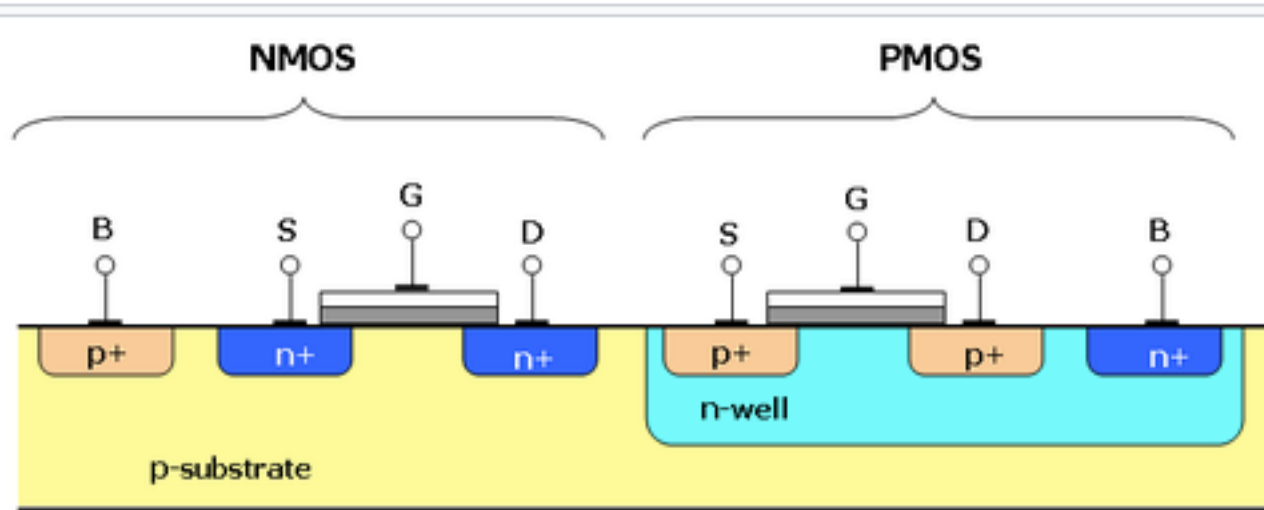 NMOS PMOS
G G
B S D S D B
p+ n+ n+ p+ p+ n+
n-well
p-substrate